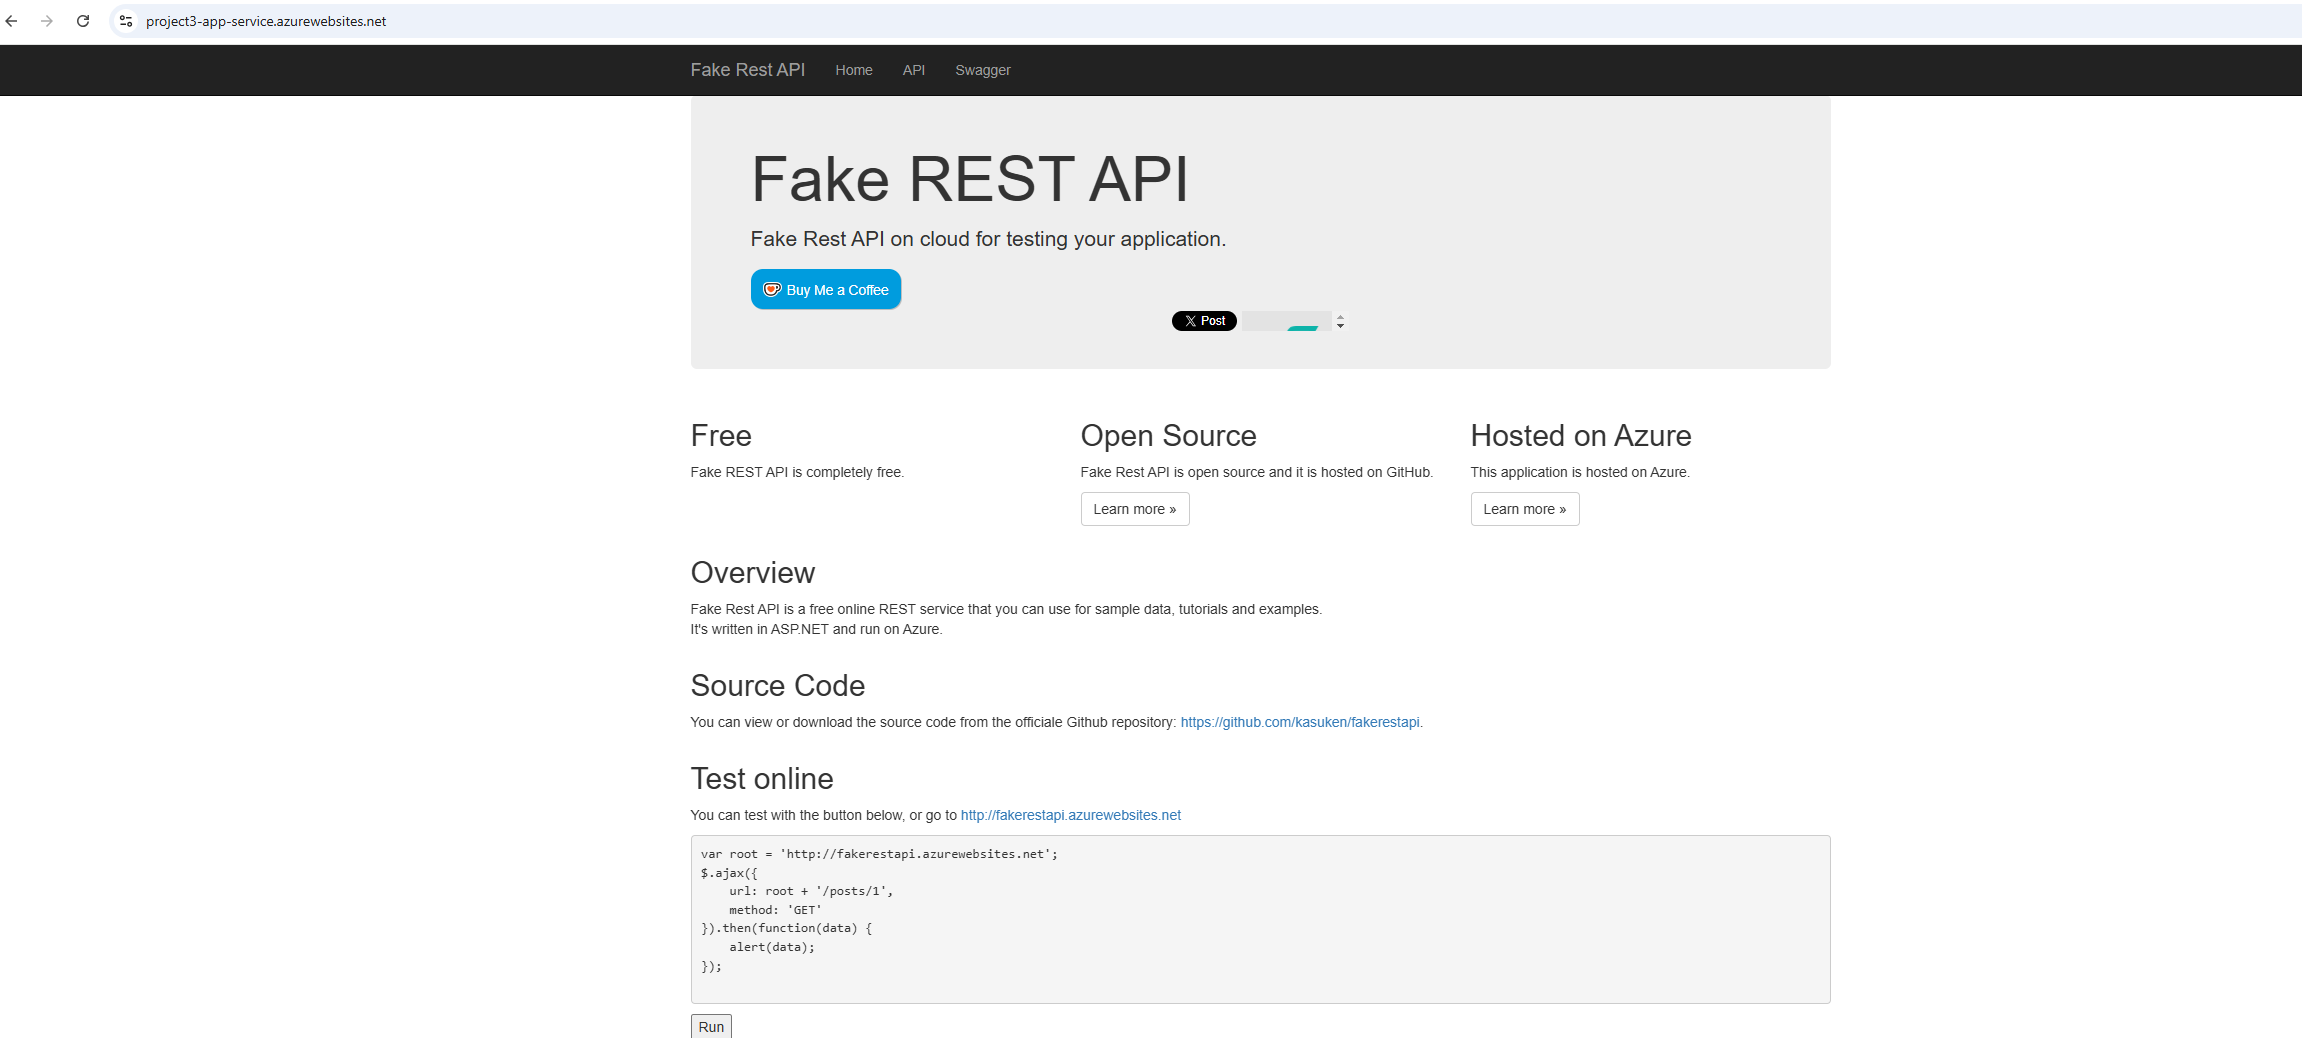 project3-app-service.azurewebsites.net
Fake Rest API Home API Swagger
Fake REST API
Fake Rest API on cloud for testing your application.
Buy Me a Coffee
X Post
Free
Fake REST API is completely free.
Open Source
Fake Rest API is open source and it is hosted on GitHub.
Learn more »
Hosted on Azure
This application is hosted on Azure.
Learn more »
Overview
Fake Rest API is a free online REST service that you can use for sample data, tutorials and examples.
It's written in ASP.NET and run on Azure.
Source Code
You can view or download the source code from the officiale Github repository: https://github.com/kasuken/fakerestapi.
Test online
You can test with the button below, or go to http://fakerestapi.azurewebsites.net
var root = 'http://fakerestapi.azurewebsites.net';
$.ajax({
    url: root + '/posts/1',
    method: 'GET'
}).then(function(data) {
    alert(data);
});
Run